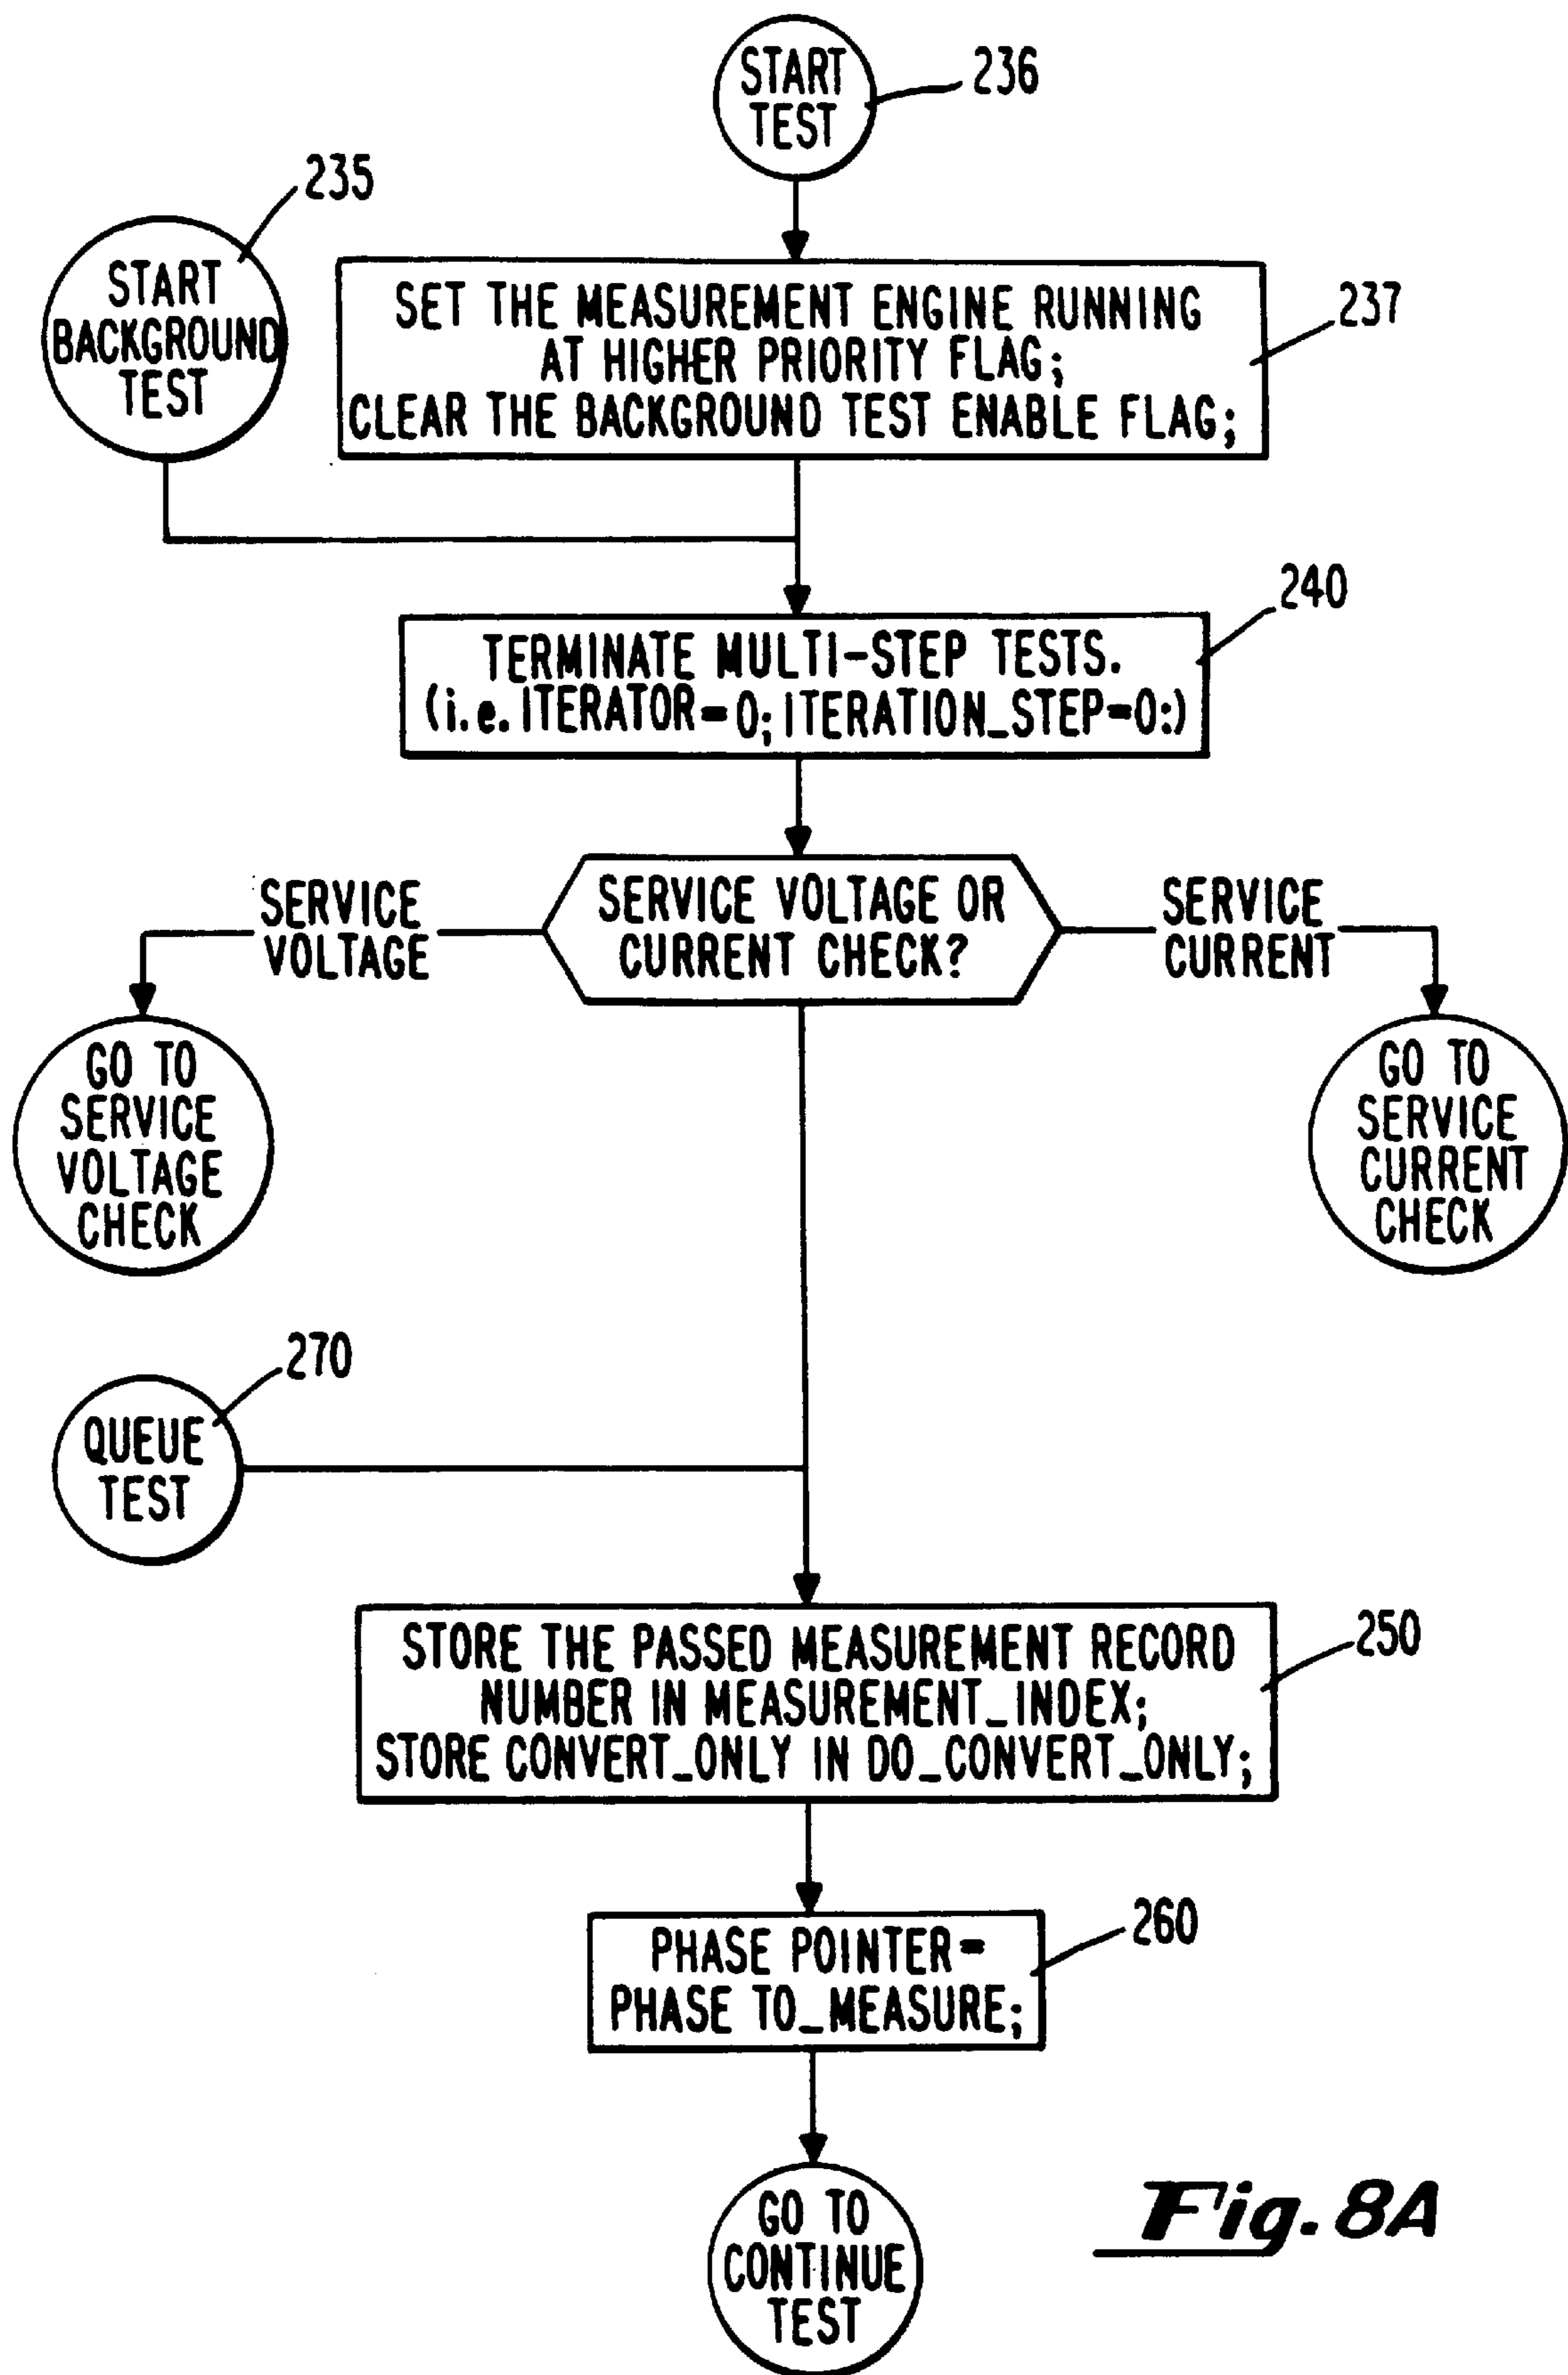 START
TEST
236
235
START
BACKGROUND
TEST
SET THE MEASUREMENT ENGINE RUNNING
AT HIGHER PRIORITY FLAG;
CLEAR THE BACKGROUND TEST ENABLE FLAG;
237
240
TERMINATE MULTI-STEP TESTS.
(i.e. ITERATOR=0; ITERATION_STEP=0:)
SERVICE
VOLTAGE
SERVICE VOLTAGE OR
CURRENT CHECK?
SERVICE
CURRENT
GO TO
SERVICE
VOLTAGE
CHECK
GO TO
SERVICE
CURRENT
CHECK
270
QUEUE
TEST
STORE THE PASSED MEASUREMENT RECORD
NUMBER IN MEASUREMENT_INDEX;
STORE CONVERT_ONLY IN DO_CONVERT_ONLY;
250
PHASE POINTER=
PHASE TO_MEASURE;
260
GO TO
CONTINUE
TEST
Fig. 8A